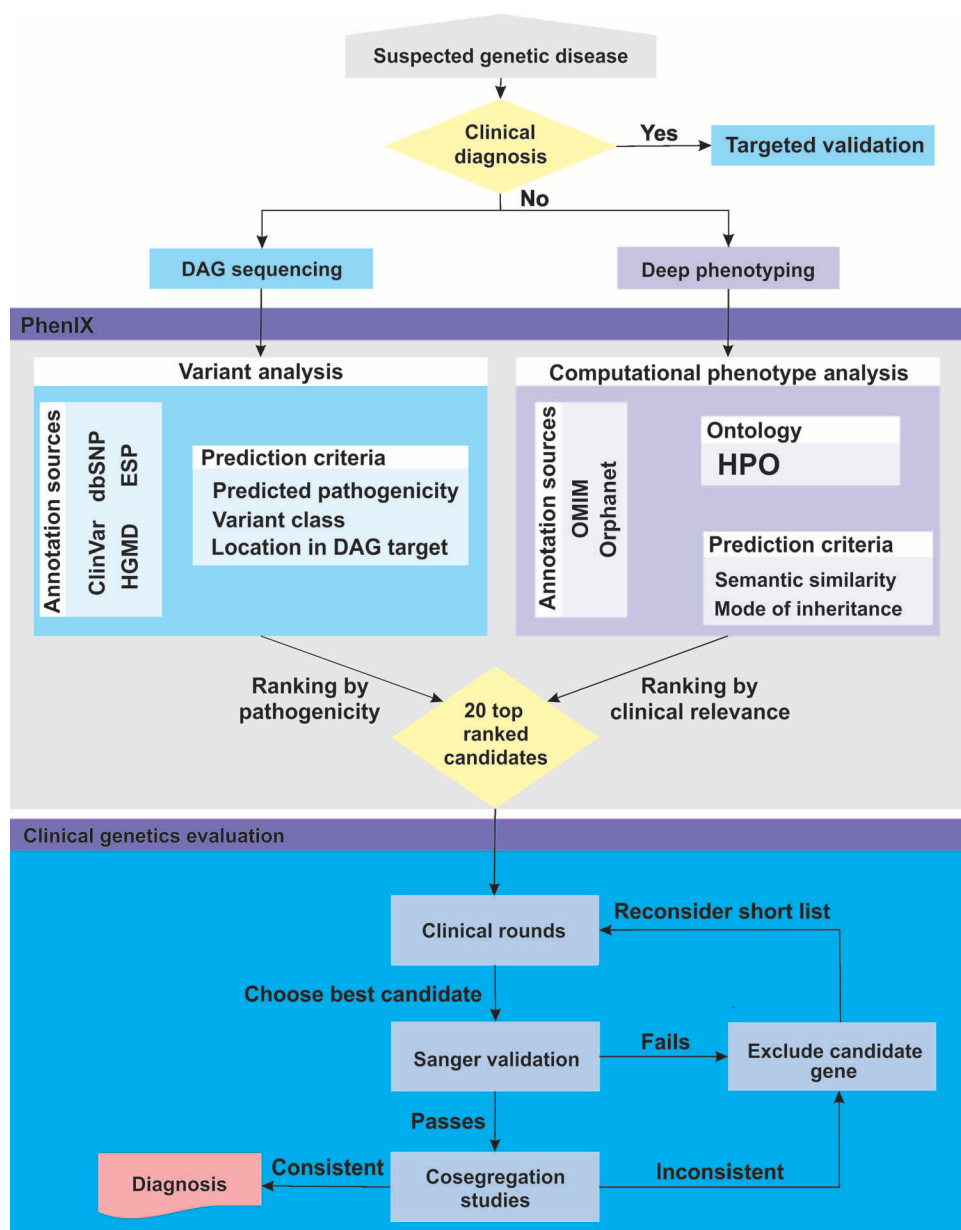 Suspected genetic disease
Clinical
diagnosis
Yes
Targeted validation
No
DAG sequencing
Deep phenotyping
PhenIX
Variant analysis
Annotation sources
ClinVar dbSNP
HGMD ESP
Prediction criteria
Predicted pathogenicity
Variant class
Location in DAG target
Computational phenotype analysis
Annotation sources
OMIM
Orphanet
Ontology
HPO
Prediction criteria
Semantic similarity
Mode of inheritance
Ranking by
pathogenicity
20 top
ranked
candidates
Ranking by
clinical relevance
Clinical genetics evaluation
Clinical rounds
Reconsider short list
Choose best candidate
Sanger validation
Fails
Exclude candidate
gene
Passes
Cosegregation
studies
Inconsistent
Consistent
Diagnosis